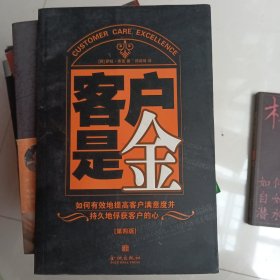 CUSTOMER CARE, EXCELLENCE
客户
是金
如何有效地提高客户满意度并
持久地俘获客户的心
[第四版]